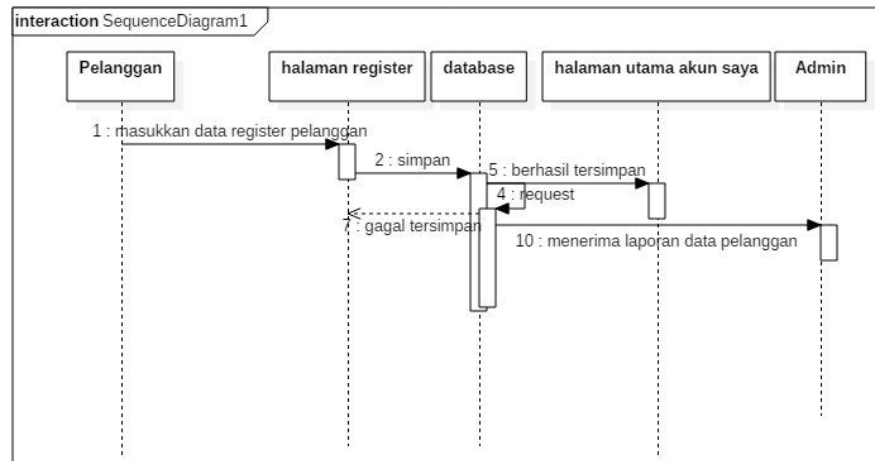 interaction SequenceDiagram1
Pelanggan
halaman register
database
halaman utama akun saya
Admin
1 : masukkan data register pelanggan
2 : simpan
5 : berhasil tersimpan
4 : request
7 : gagal tersimpan
10 : menerima laporan data pelanggan